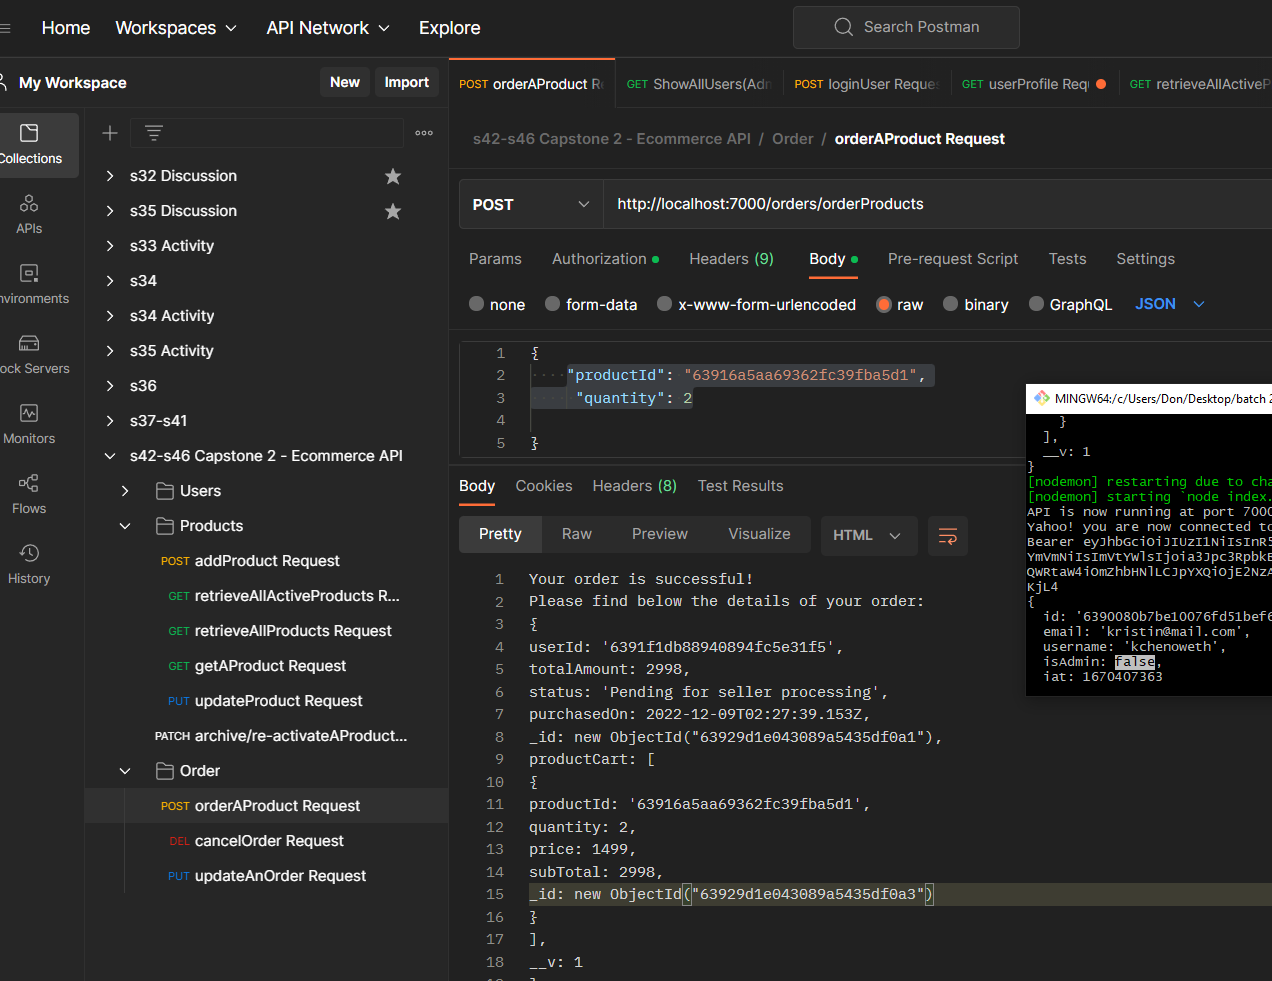 Home Workspaces API Network Explore Search Postman
My Workspace New Import
POST orderAProduct R GET ShowAllUsers(Adm POST loginUser Reques GET userProfile Requ GET retrieveAllActiveP
s42-s46 Capstone 2 - Ecommerce API / Order / orderAProduct Request
Collections
APIs
nvironments
ock Servers
Monitors
Flows
History
s32 Discussion
s35 Discussion
s33 Activity
s34
s34 Activity
s35 Activity
s36
s37-s41
s42-s46 Capstone 2 - Ecommerce API
Users
Products
POST addProduct Request
GET retrieveAllActiveProducts R...
GET retrieveAllProducts Request
GET getAProduct Request
PUT updateProduct Request
PATCH archive/re-activateAProduct...
Order
POST orderAProduct Request
DEL cancelOrder Request
PUT updateAnOrder Request
POST http://localhost:7000/orders/orderProducts
Params Authorization Headers (9) Body Pre-request Script Tests Settings
none form-data x-www-form-urlencoded raw binary GraphQL JSON
1 {
2 "productId": "63916a5aa69362fc39fba5d1",
3 "quantity": 2
4
5 }
Body Cookies Headers (8) Test Results
Pretty Raw Preview Visualize HTML
1 Your order is successful!
2 Please find below the details of your order:
3 {
4 userId: '6391f1db88940894fc5e31f5',
5 totalAmount: 2998,
6 status: 'Pending for seller processing',
7 purchasedOn: 2022-12-09T02:27:39.153Z,
8 _id: new ObjectId("63929d1e043089a5435df0a1"),
9 productCart: [
10 {
11 productId: '63916a5aa69362fc39fba5d1',
12 quantity: 2,
13 price: 1499,
14 subTotal: 2998,
15 _id: new ObjectId("63929d1e043089a5435df0a3")
16 }
17 ],
18 __v: 1
MINGW64:/c/Users/Don/Desktop/batch 2
}
],
__v: 1
}
[nodemon] restarting due to cha
[nodemon] starting `node index.
API is now running at port 7000
Yahoo! you are now connected to
Bearer eyJhbGciOiJIUzI1NiIsInR5
YmVmNiIsImVtYWlsIjoia3Jpc3RpbkB
QWRtaW4iOmZhbHNlLCJpYXQiOjE2NzA
KjL4
{
id: '6390080b7be10076fd51bef6
email: 'kristin@mail.com',
username: 'kchenoweth',
isAdmin: false,
iat: 1670407363